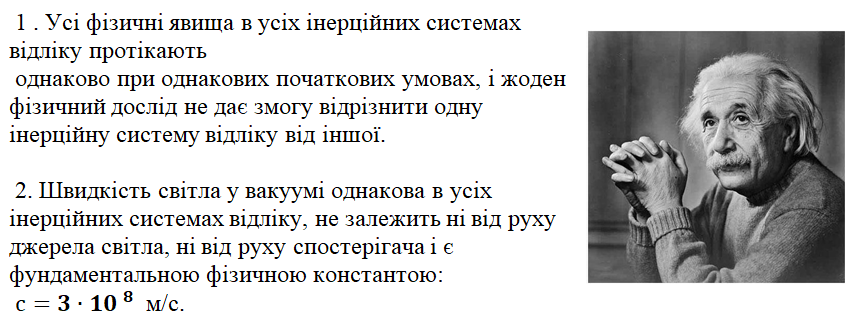 1 . Усі фізичні явища в усіх інерційних системах
відліку протікають
однаково при однакових початкових умовах, і жоден
фізичний дослід не дає змогу відрізнити одну
інерційну систему відліку від іншої.
2. Швидкість світла у вакуумі однакова в усіх
інерційних системах відліку, не залежить ні від руху
джерела світла, ні від руху спостерігача і є
фундаментальною фізичною константою:
с = 3 · 10 ⁸ м/с.